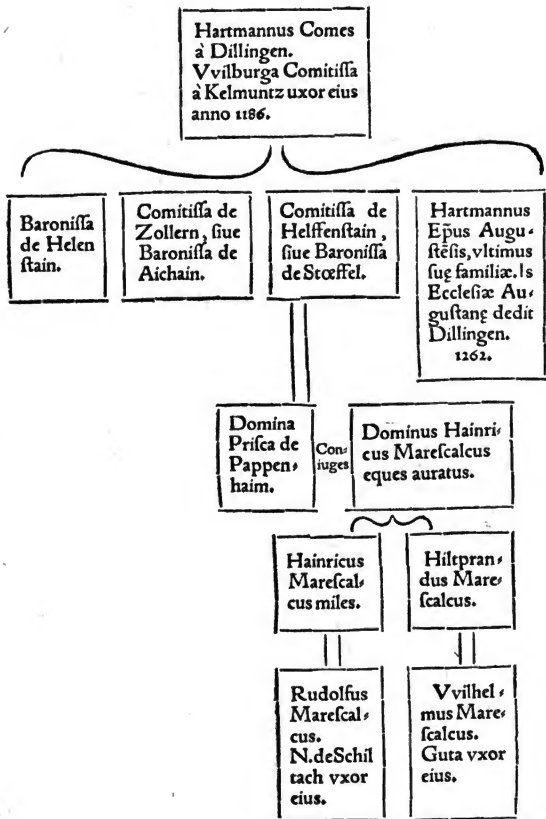 Hartmannus Comes
à Dillingen.
Vvilburga Comitiſſa
à Kelmuntz uxor eius
anno 1186.
Baroniſſa
de Helen
ſtain.
Comitiſſa de
Zollern, ſiue
Baroniſſa de
Aichain.
Comitiſſa de
Helffenſtain,
ſiue Baroniſſa
de Stœffel.
Hartmannus
Ep̃us Augu⸗
ſtẽſis, vltimus
ſuę familiæ. Is
Eccleſiæ Au⸗
guſtanę dedit
Dillingen.
1262.
Domina
Priſca de
Pappen⸗
haim.
Con⸗
iuges
Dominus Hainri⸗
cus Mareſcalcus
eques auratus.
Hainricus
Mareſcal⸗
cus miles.
Hiltpran⸗
dus Mare⸗
ſcalcus.
Rudolfus
Mareſcal⸗
cus.
N. de Schil
tach vxor
eius.
Vvilhel⸗
mus Mare⸗
ſcalcus.
Guta vxor
eius.